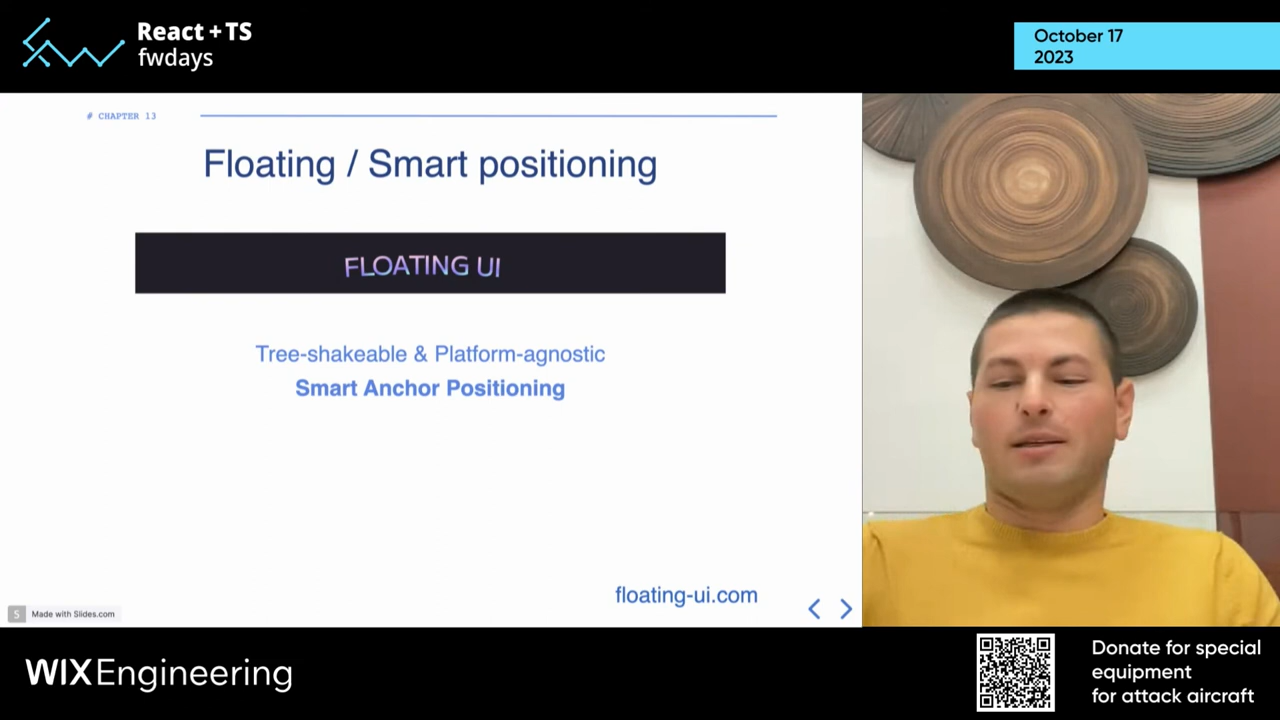 React + TS
fwdays
October 17
2023
# CHAPTER 13
Floating / Smart positioning
FLOATING UI
Tree-shakeable & Platform-agnostic
Smart Anchor Positioning
floating-ui.com
S Made with Slides.com
WIX Engineering
Donate for special
equipment
for attack aircraft